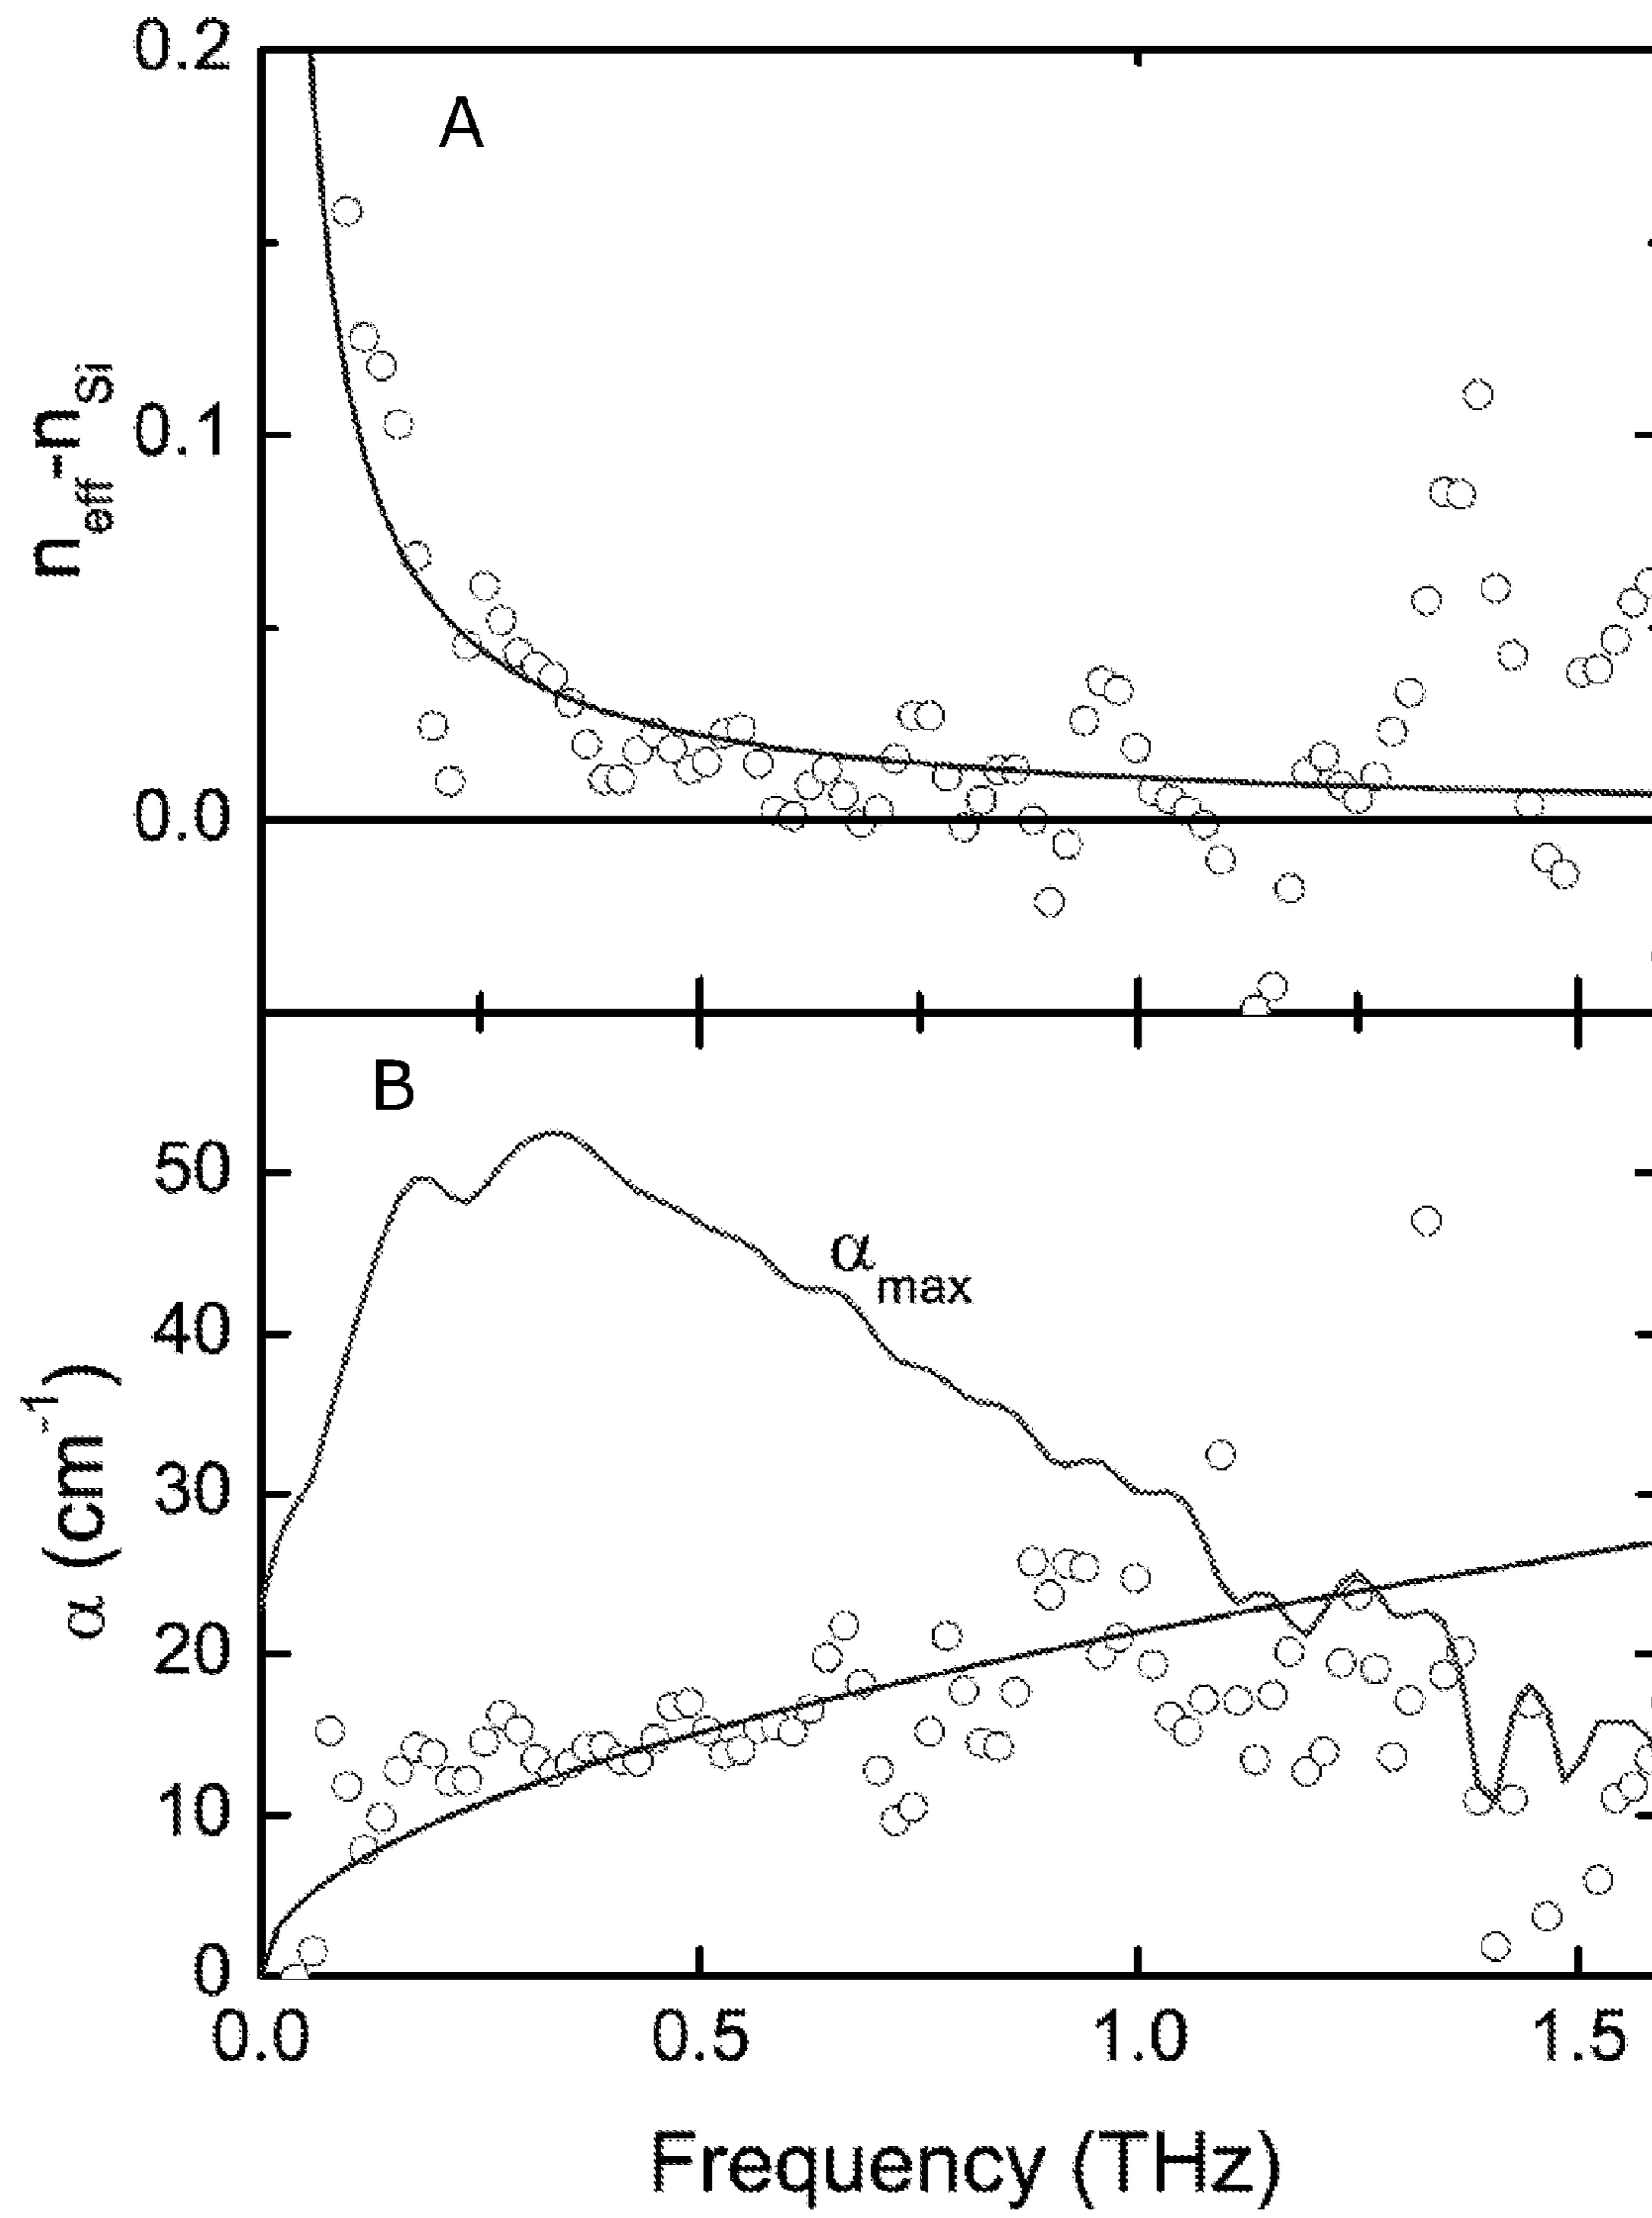 0.2
A
0.1
n_eff-n_Si
0.0
B
50
α_max
40
α (cm⁻¹)
30
20
10
0
0.0 0.5 1.0 1.5
Frequency (THz)